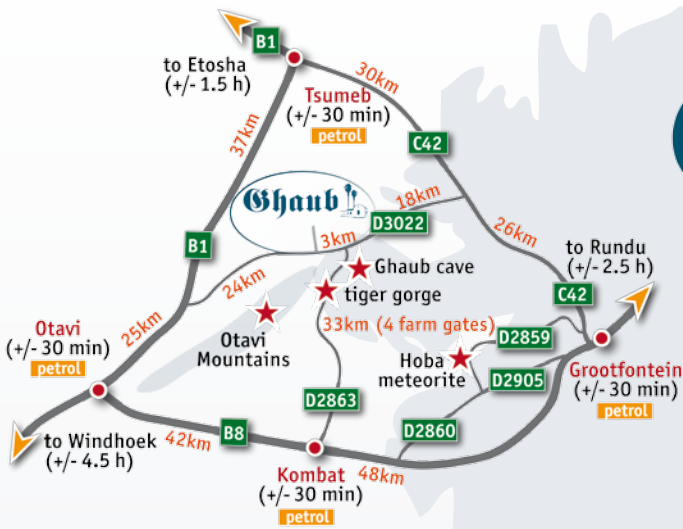 B1
to Etosha
(+/- 1.5 h)
30km
Tsumeb
(+/- 30 min)
petrol
37km
C42
Ghaub
18km
D3022
3km
26km
B1
to Rundu
(+/- 2.5 h)
Ghaub cave
24km
tiger gorge
C42
25km
Otavi
(+/- 30 min)
petrol
Otavi
Mountains
33km (4 farm gates)
D2859
Hoba
meteorite
D2905
Grootfontein
(+/- 30 min)
petrol
D2863
to Windhoek
(+/- 4.5 h)
42km
B8
D2860
Kombat
(+/- 30 min)
petrol
48km